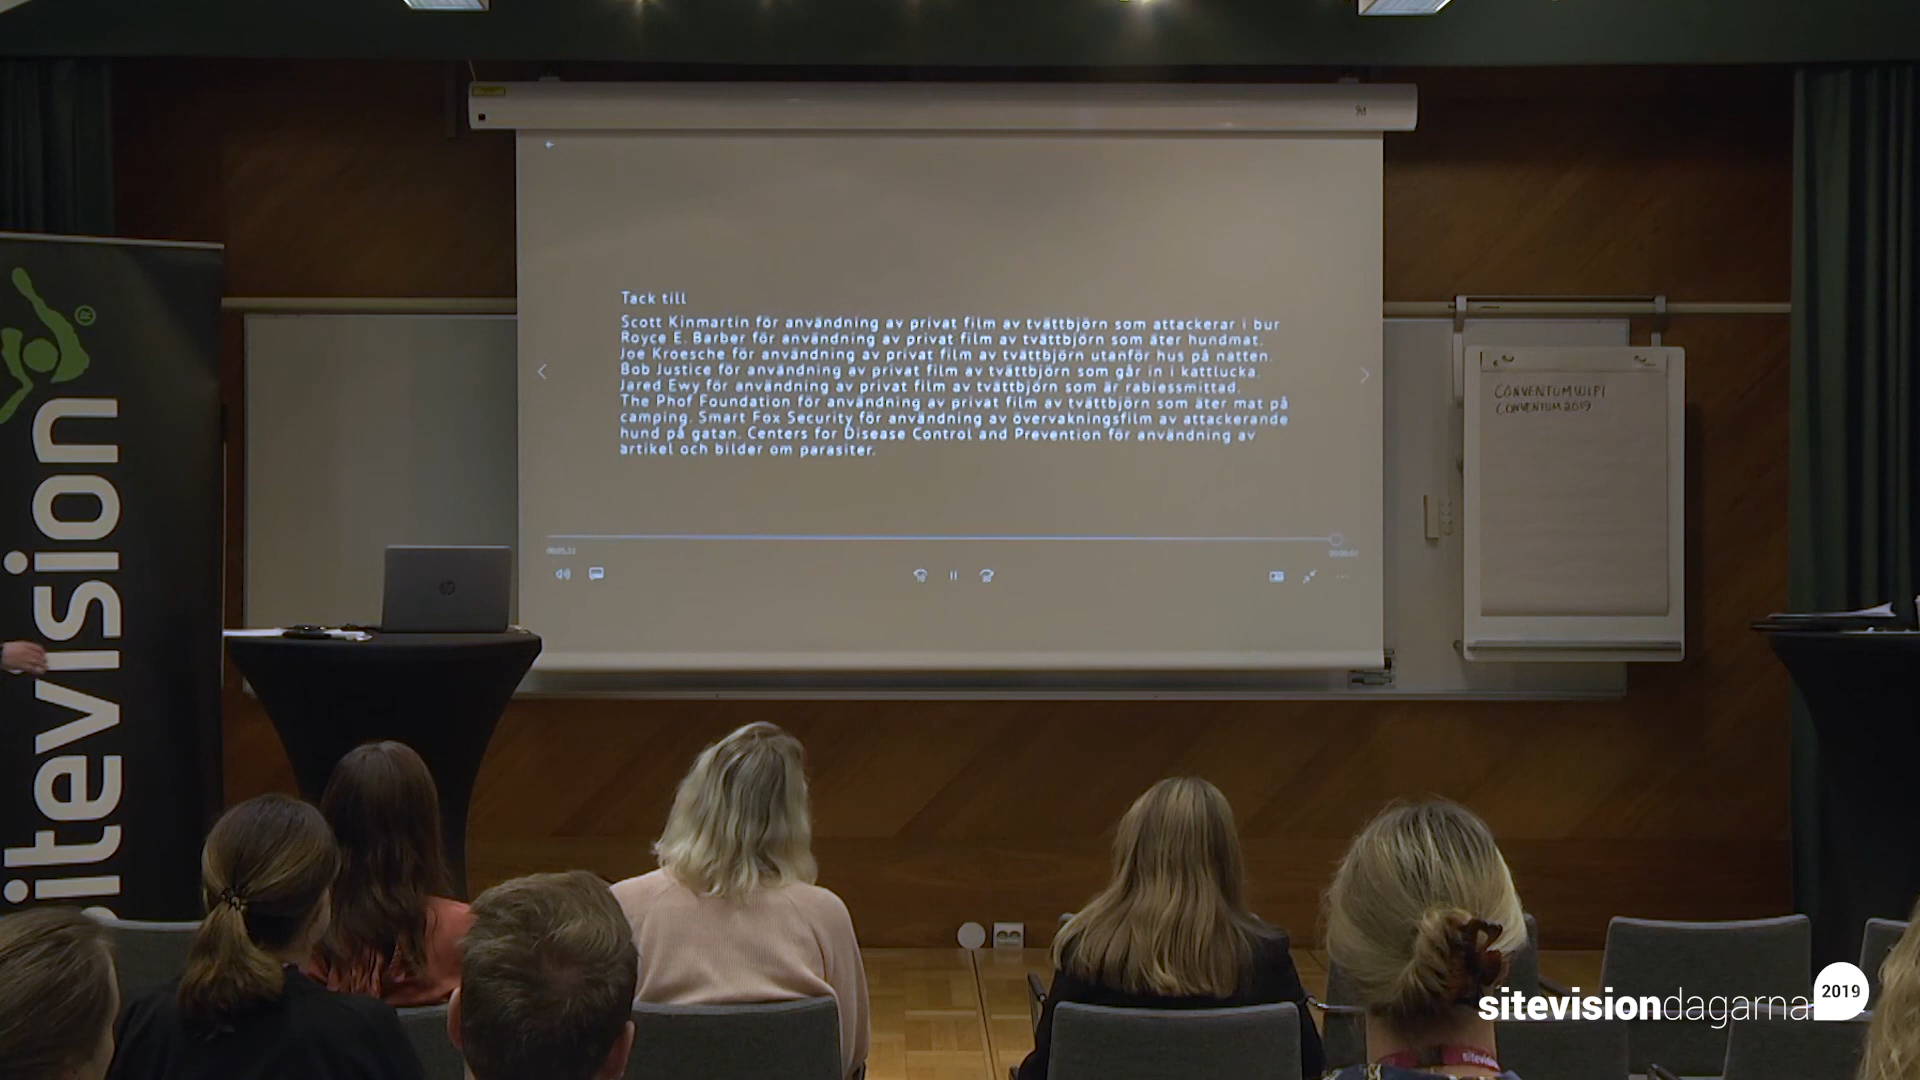 Tack till
Scott Kinmartin för användning av privat film av tvättbjörn som attackerar i bur
Royce E. Barber för användning av privat film av tvättbjörn som äter hundmat.
Joe Kroesche för användning av privat film av tvättbjörn utanför hus på natten.
Bob Justice för användning av privat film av tvättbjörn som går in i kattlucka.
Jared Ewy för användning av privat film av tvättbjörn som är rabiessmittad.
The Phof Foundation för användning av privat film av tvättbjörn som äter mat på
camping. Smart Fox Security för användning av övervakningsfilm av attackerande
hund på gatan. Centers for Disease Control and Prevention för användning av
artikel och bilder om parasiter.
CONVENTUM WIFI
CONVENTUM2019
sitevision
hp
sitevisiondagarna 2019